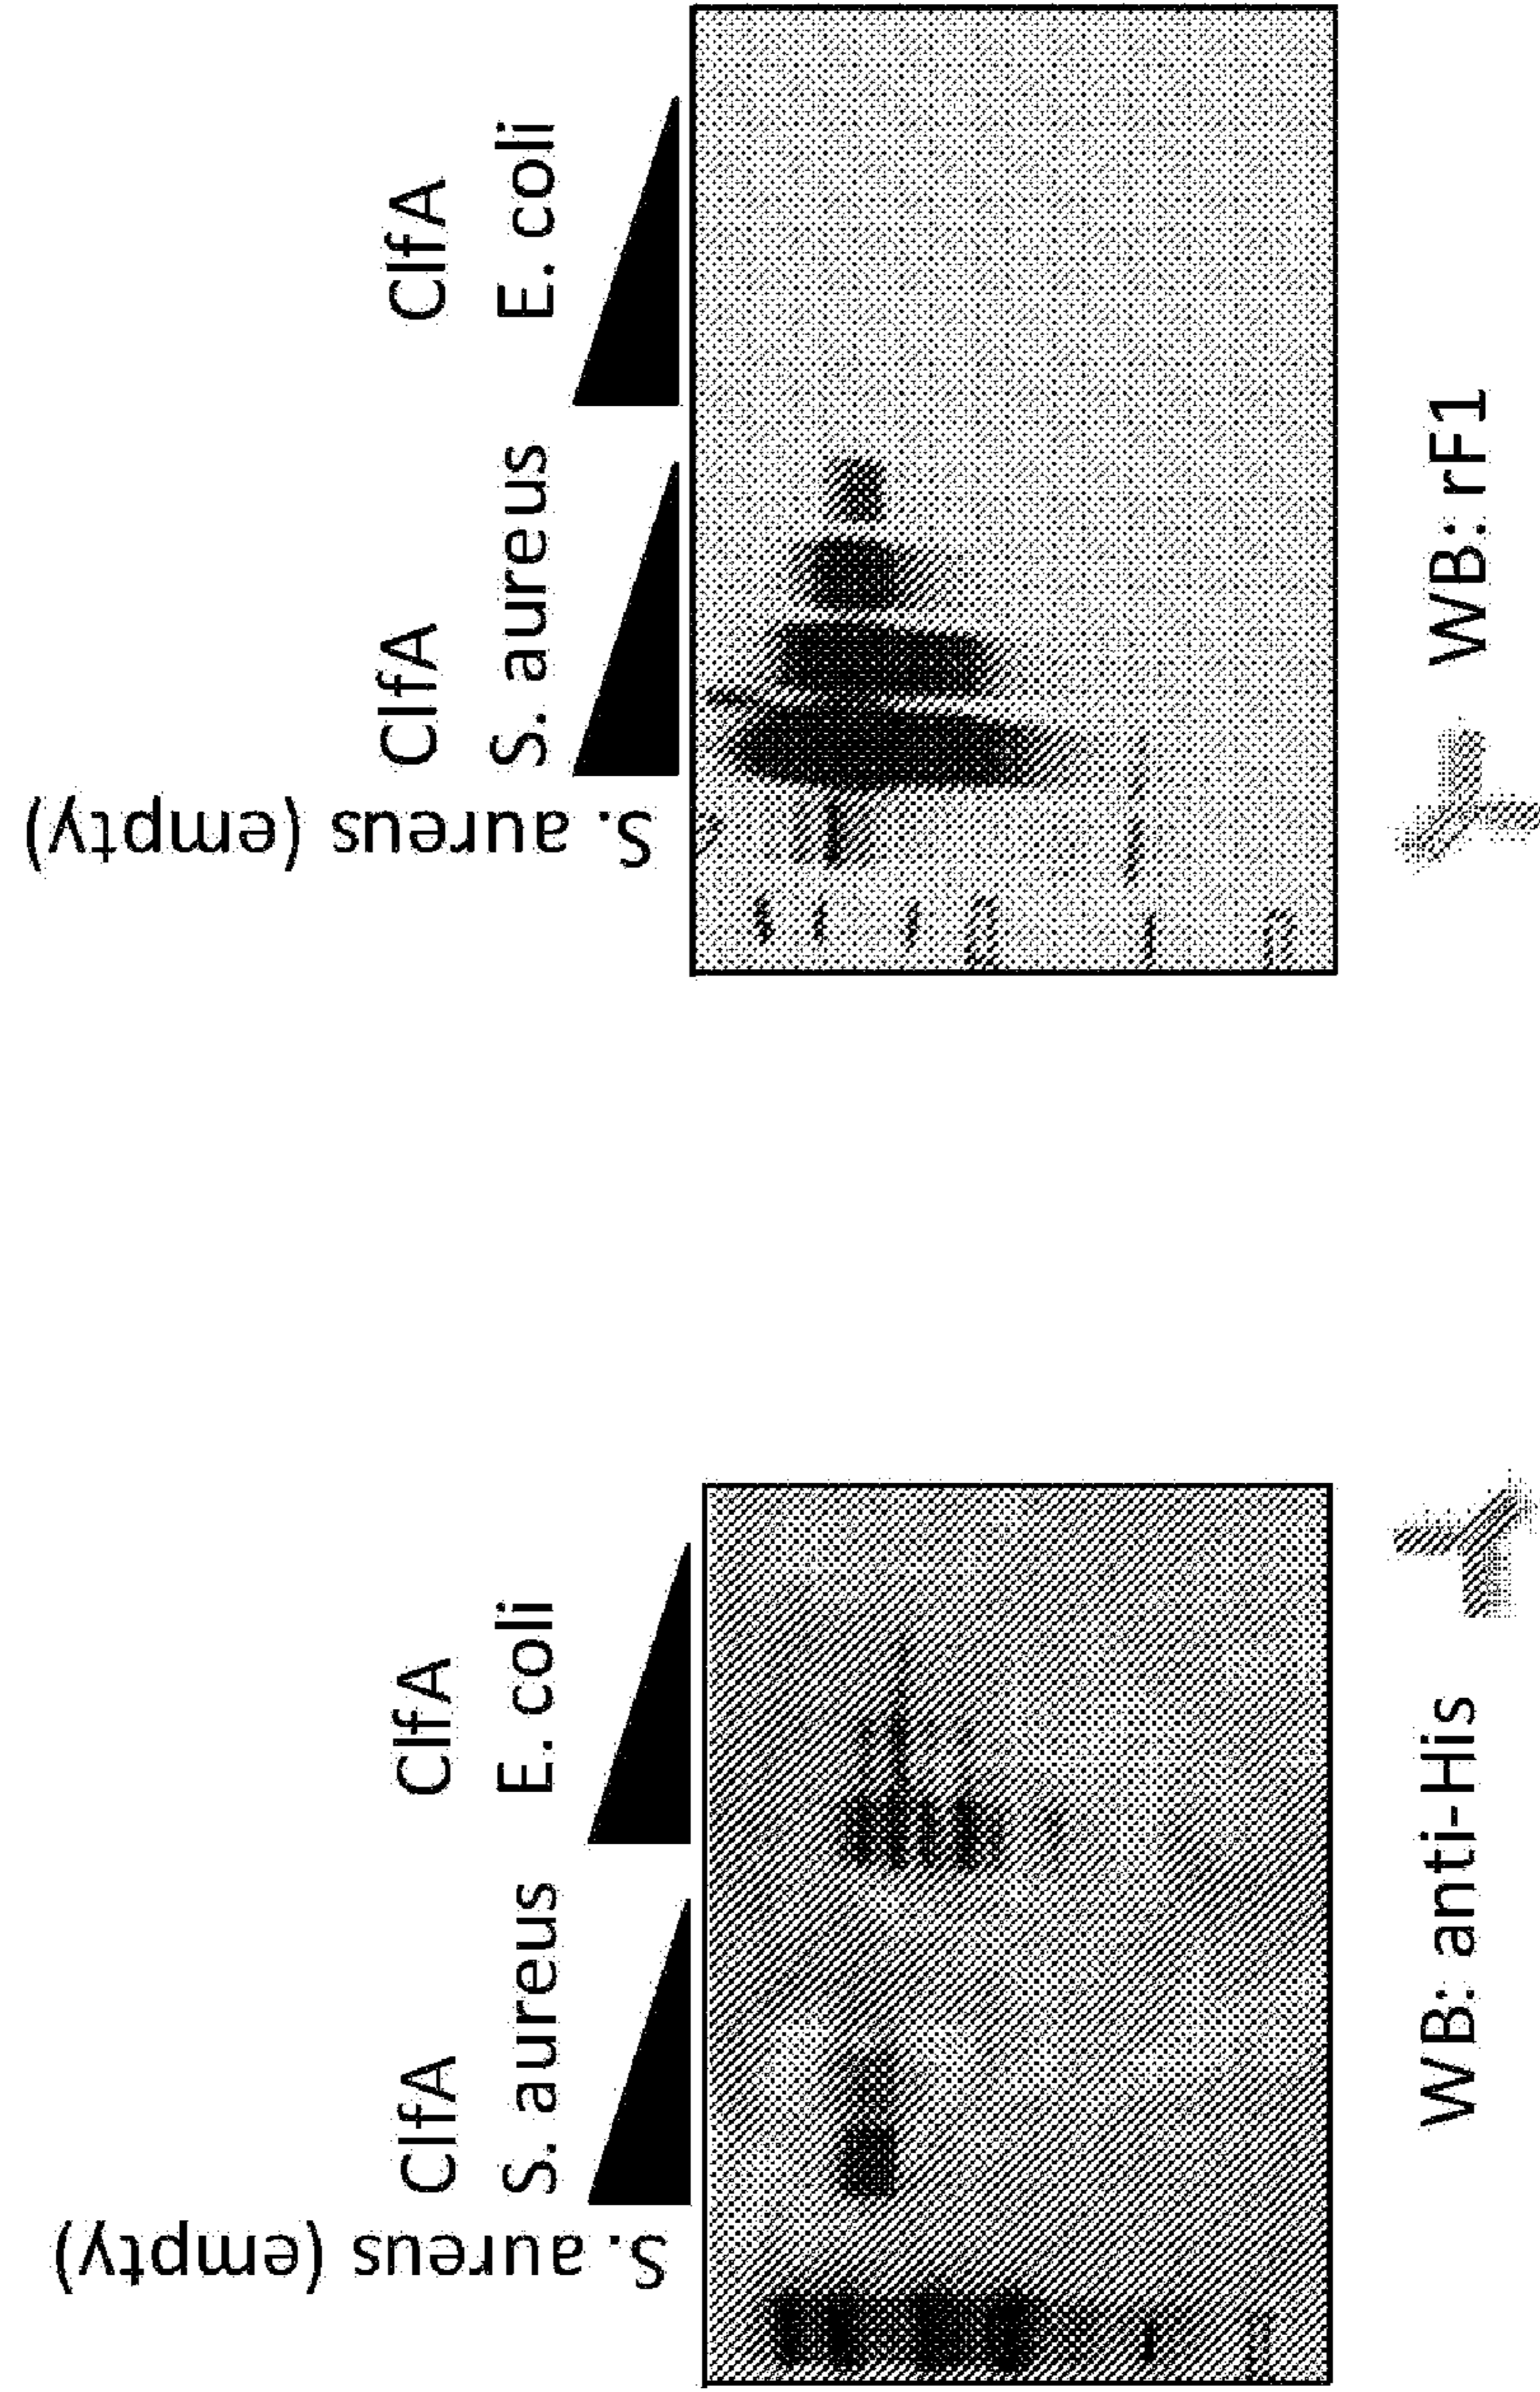 S. aureus (empty)
ClfA
S. aureus
ClfA
E. coli
WB: anti-His
S. aureus (empty)
ClfA
S. aureus
ClfA
E. coli
WB: rF1